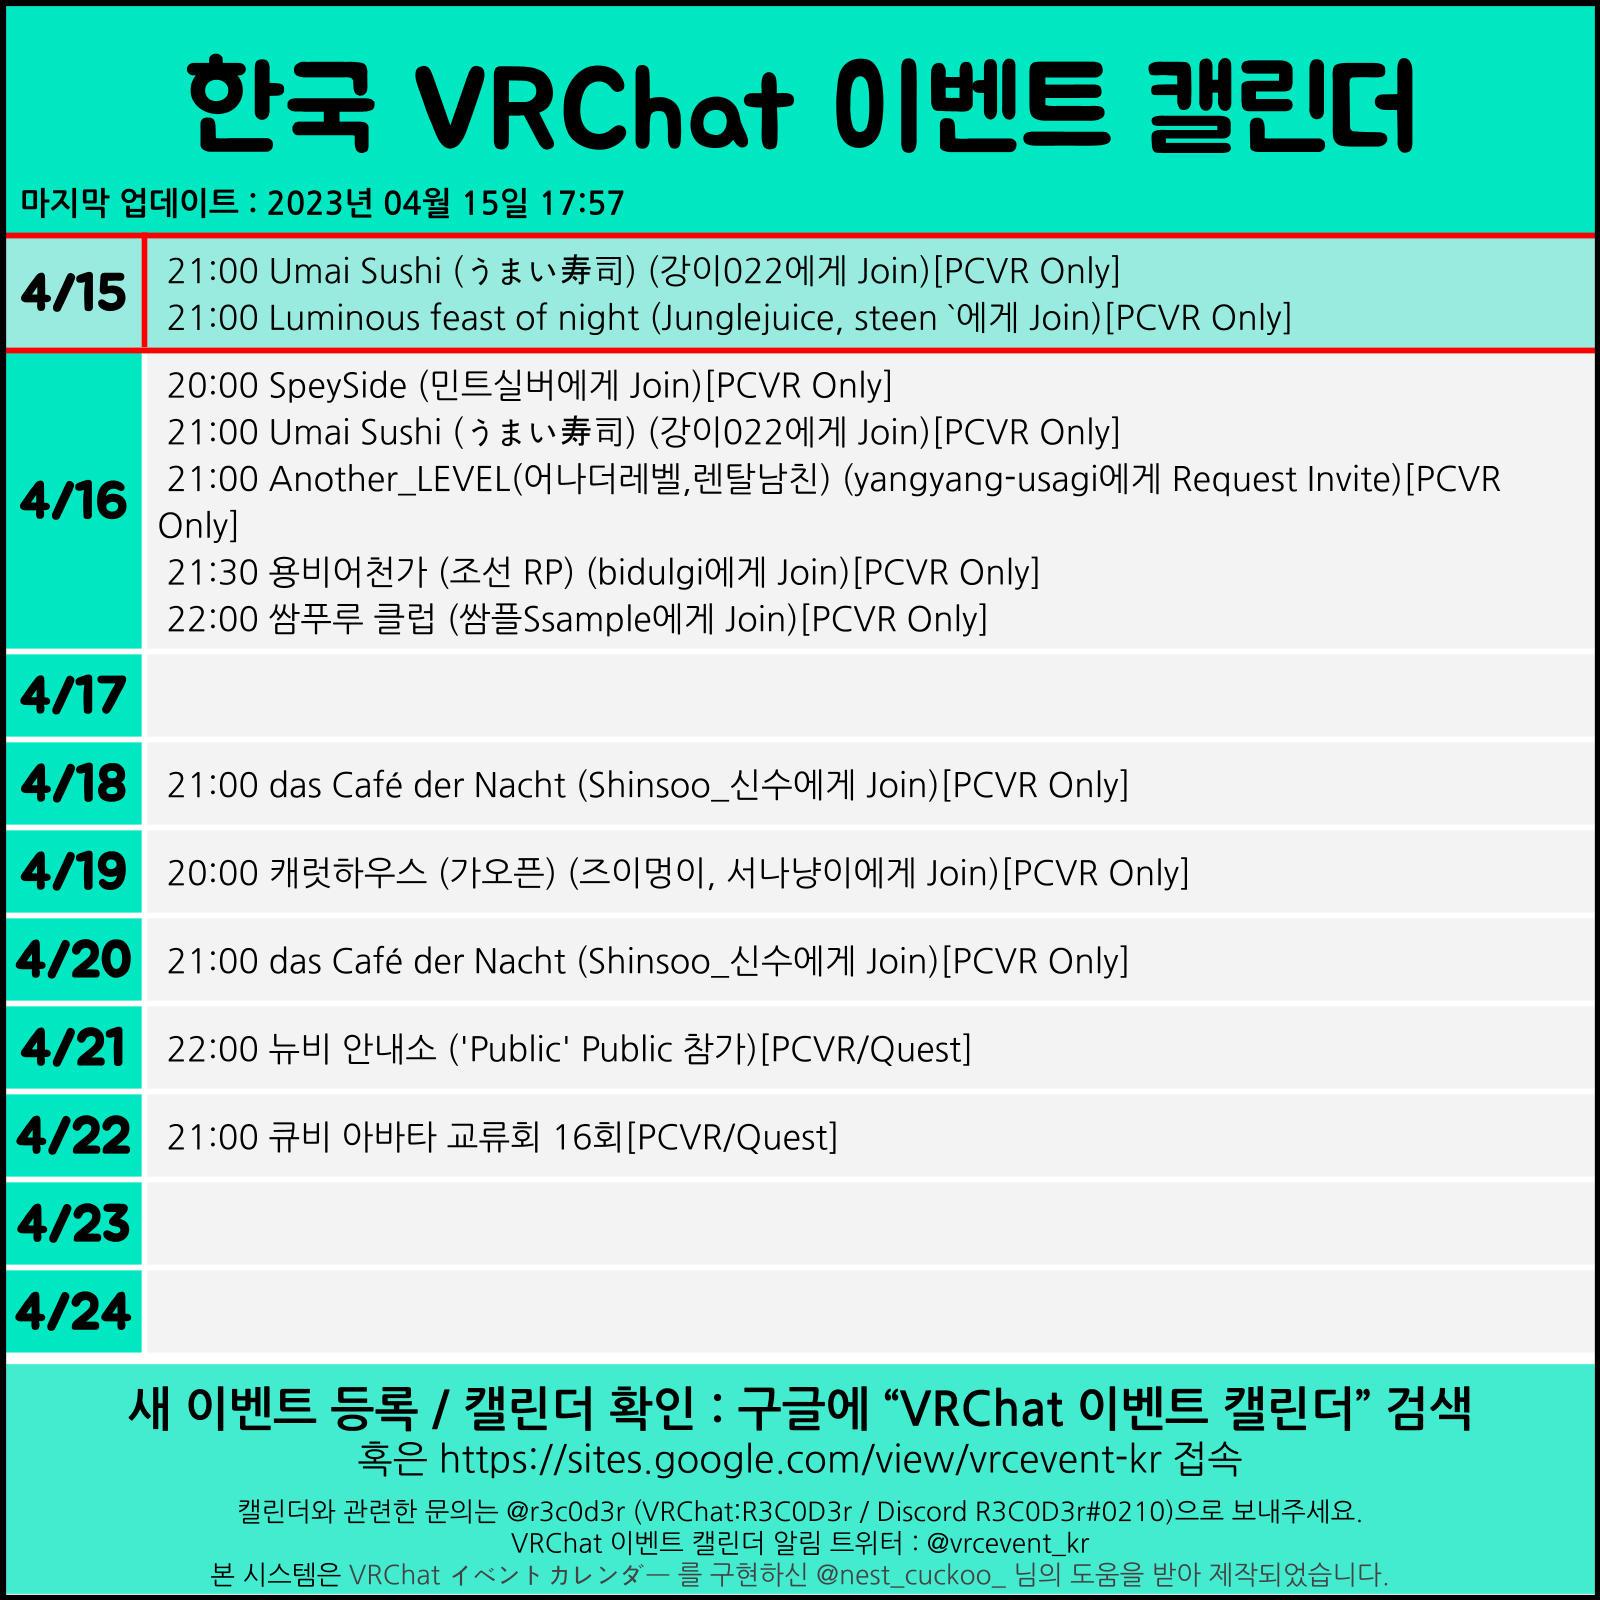 한국 VRChat 이벤트 캘린더
마지막 업데이트 : 2023년 04월 15일 17:57
4/15
21:00 Umai Sushi (うまい寿司) (강이022에게 Join)[PCVR Only]
21:00 Luminous feast of night (Junglejuice, steen `에게 Join)[PCVR Only]
4/16
20:00 SpeySide (민트실버에게 Join)[PCVR Only]
21:00 Umai Sushi (うまい寿司) (강이022에게 Join)[PCVR Only]
21:00 Another_LEVEL(어나더레벨,렌탈남친) (yangyang-usagi에게 Request Invite)[PCVR
Only]
21:30 용비어천가 (조선 RP) (bidulgi에게 Join)[PCVR Only]
22:00 쌈푸루 클럽 (쌈플Ssample에게 Join)[PCVR Only]
4/17
4/18
21:00 das Café der Nacht (Shinsoo_신수에게 Join)[PCVR Only]
4/19
20:00 캐럿하우스 (가오픈) (즈이멍이, 서나냥이에게 Join)[PCVR Only]
4/20
21:00 das Café der Nacht (Shinsoo_신수에게 Join)[PCVR Only]
4/21
22:00 뉴비 안내소 ('Public' Public 참가)[PCVR/Quest]
4/22
21:00 큐비 아바타 교류회 16회[PCVR/Quest]
4/23
4/24
새 이벤트 등록 / 캘린더 확인 : 구글에 “VRChat 이벤트 캘린더” 검색
혹은 https://sites.google.com/view/vrcevent-kr 접속
캘린더와 관련한 문의는 @r3c0d3r (VRChat:R3C0D3r / Discord R3C0D3r#0210)으로 보내주세요.
VRChat 이벤트 캘린더 알림 트위터 : @vrcevent_kr
본 시스템은 VRChat イベントカレンダー 를 구현하신 @nest_cuckoo_ 님의 도움을 받아 제작되었습니다.